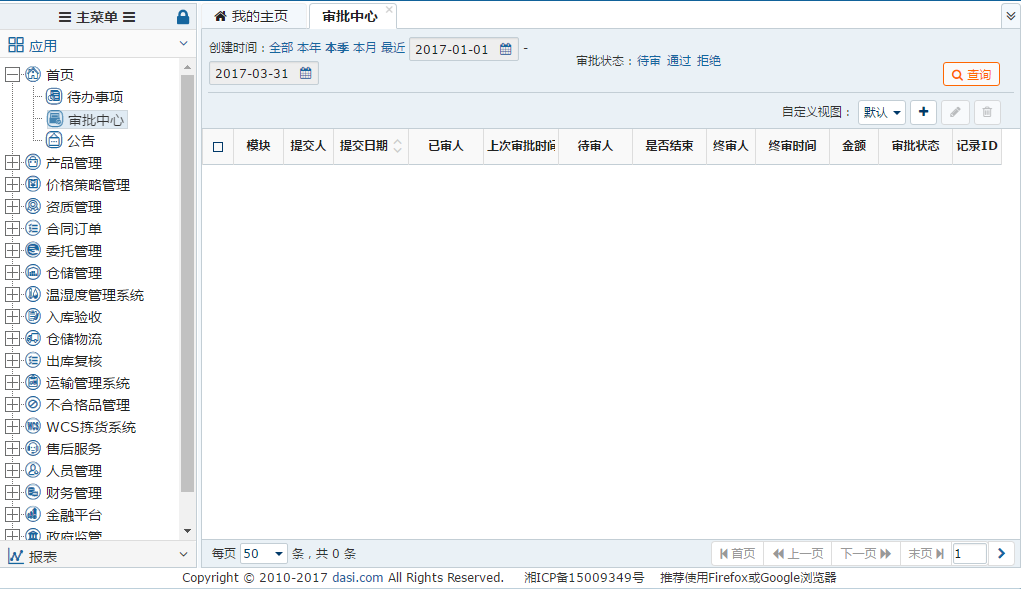 主菜单
我的主页
审批中心
应用
首页
待办事项
审批中心
公告
产品管理
价格策略管理
资质管理
合同订单
委托管理
仓储管理
温湿度管理系统
入库验收
仓储物流
出库复核
运输管理系统
不合格品管理
WCS拣货系统
售后服务
人员管理
财务管理
金融平台
政府监管
报表
创建时间：全部 本年 本季 本月 最近 2017-01-01 -
2017-03-31
审批状态：待审 通过 拒绝
查询
自定义视图： 默认
模块 提交人 提交日期 已审人 上次审批时间 待审人 是否结束 终审人 终审时间 金额 审批状态 记录ID
每页 50 条，共 0 条
首页 上一页 下一页 末页 1
Copyright © 2010-2017 dasi.com All Rights Reserved. 湘ICP备15009349号 推荐使用Firefox或Google浏览器